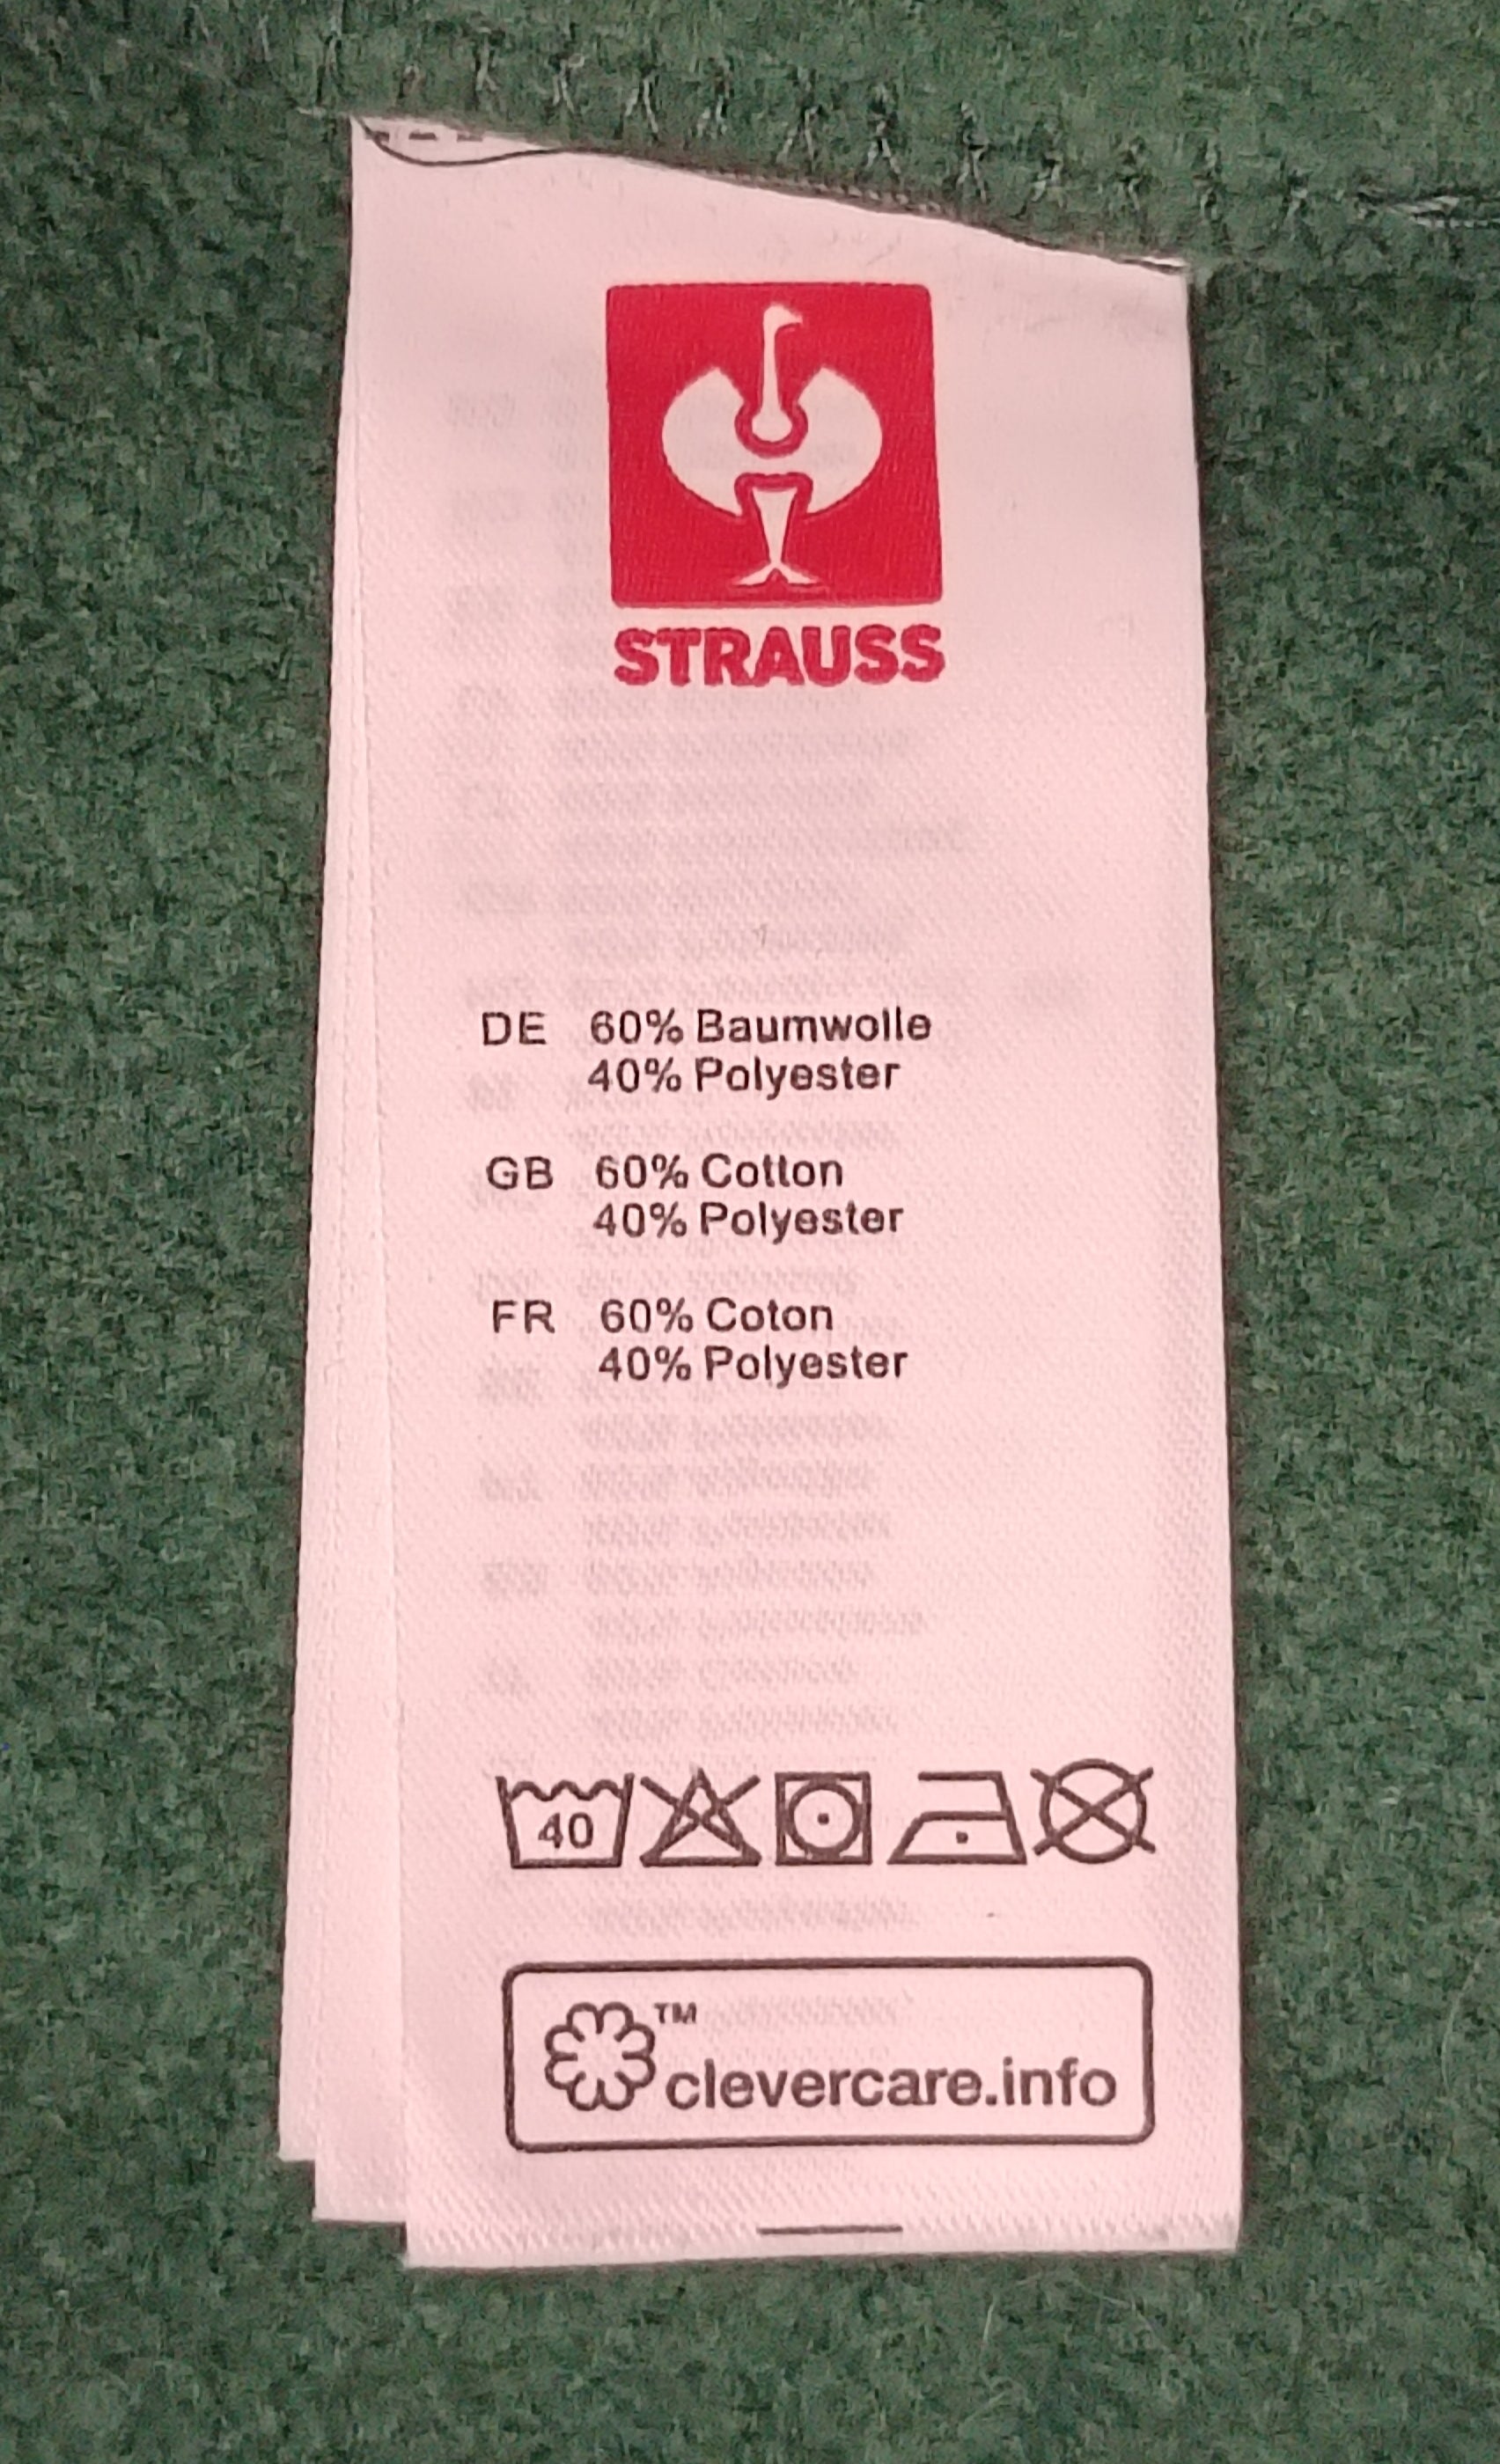 STRAUSS
DE 60% Baumwolle
40% Polyester
GB 60% Cotton
40% Polyester
FR 60% Coton
40% Polyester
40
™
clevercare.info